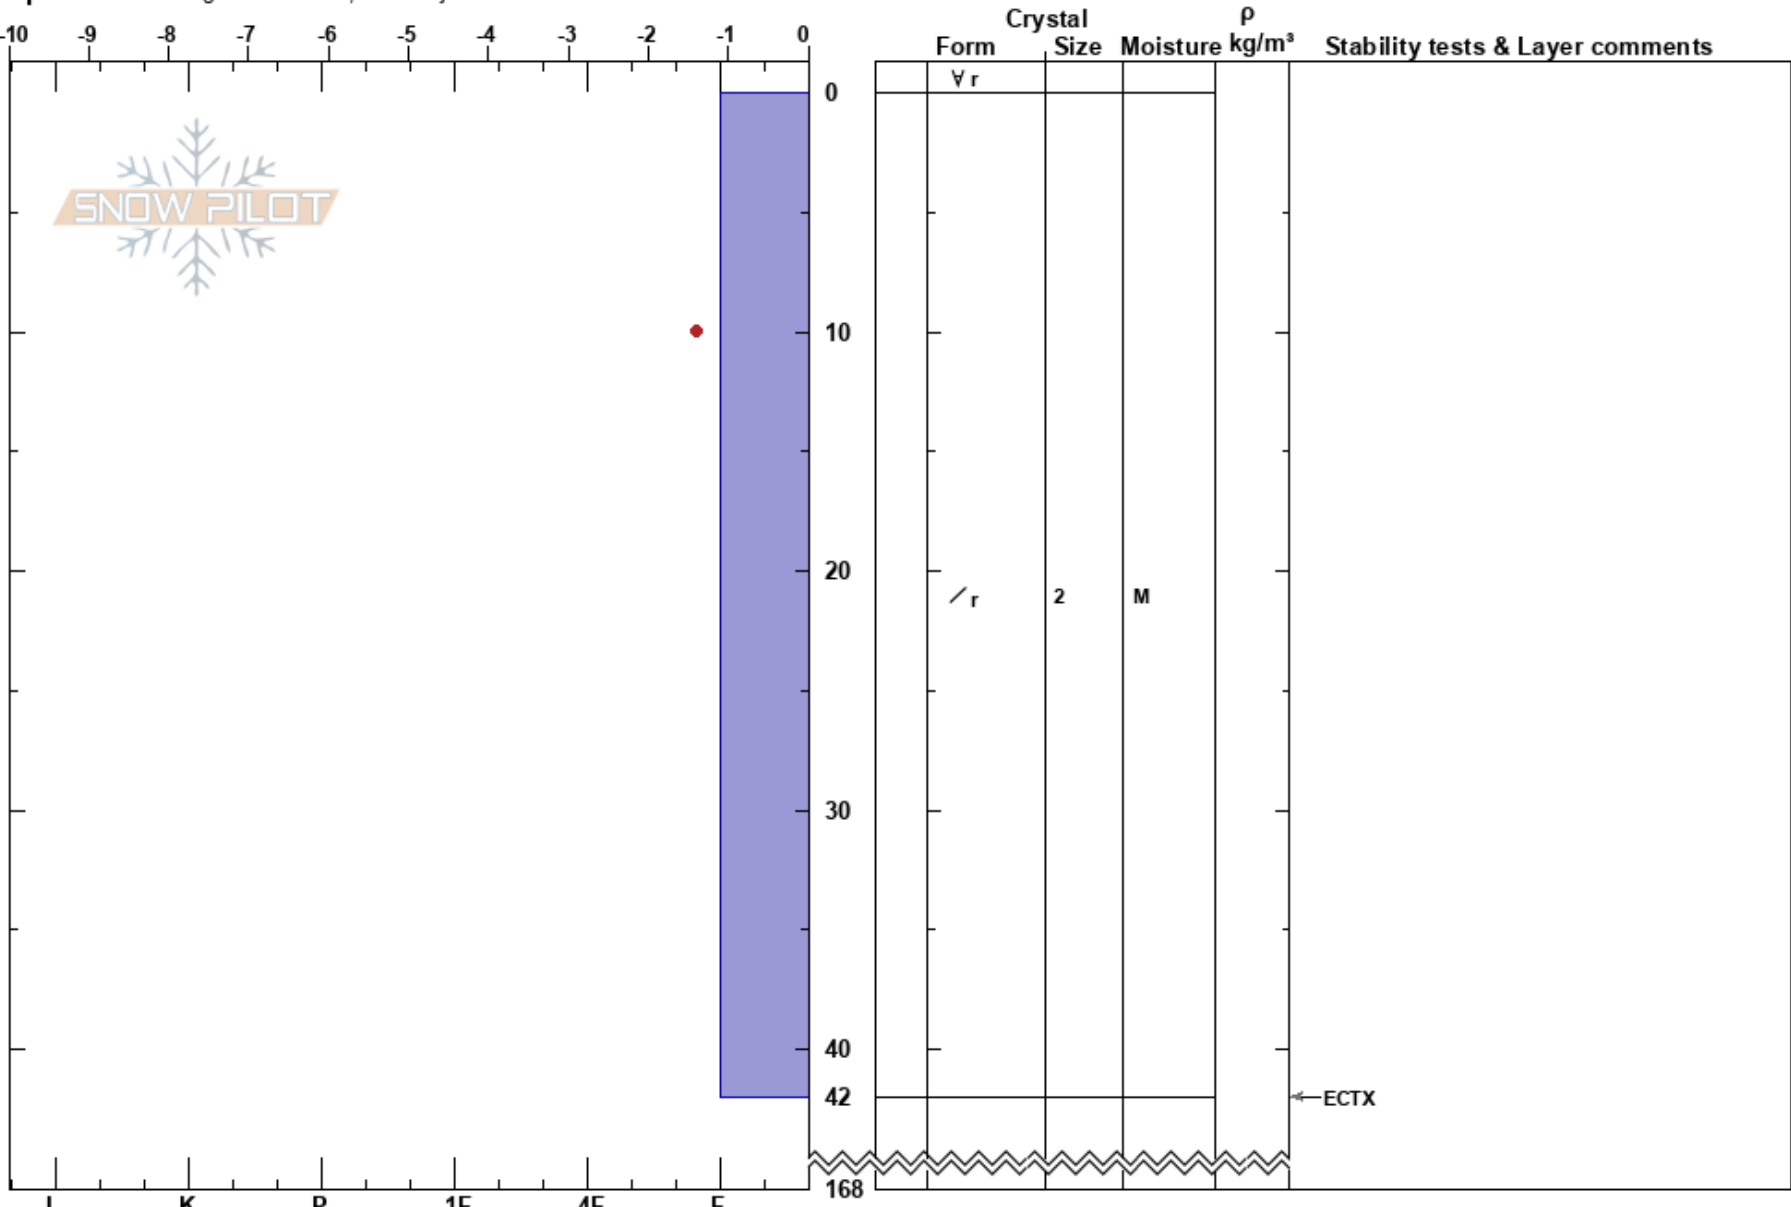 Crystal ρ
-10 -9 -8 -7 -6 -5 -4 -3 -2 -1 0 Form Size Moisture kg/m³ Stability tests & Layer comments
∀ r
0
SNOW PILOT
10
20
/ r 2 M
30
40
42 ECTX
168
I K P 1F 4F F